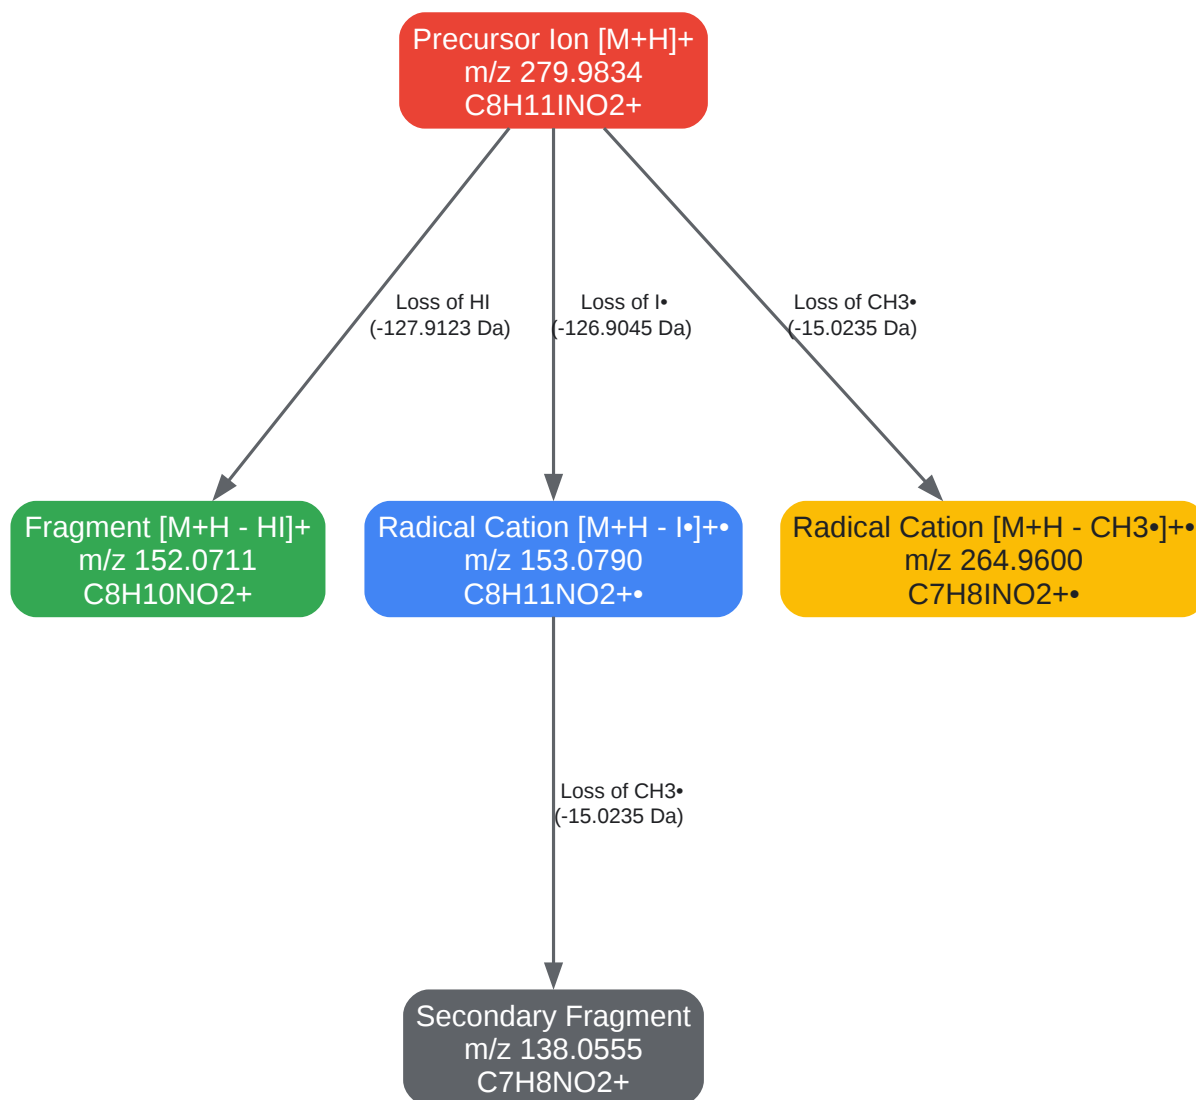 Precursor Ion [M+H]+
m/z 279.9834
C8H11INO2+
Loss of HI
(-127.9123 Da)
Loss of I•
(-126.9045 Da)
Loss of CH3•
(-15.0235 Da)
Fragment [M+H - HI]+
m/z 152.0711
C8H10NO2+
Radical Cation [M+H - I•]+•
m/z 153.0790
C8H11NO2+•
Radical Cation [M+H - CH3•]+•
m/z 264.9600
C7H8INO2+•
Loss of CH3•
(-15.0235 Da)
Secondary Fragment
m/z 138.0555
C7H8NO2+